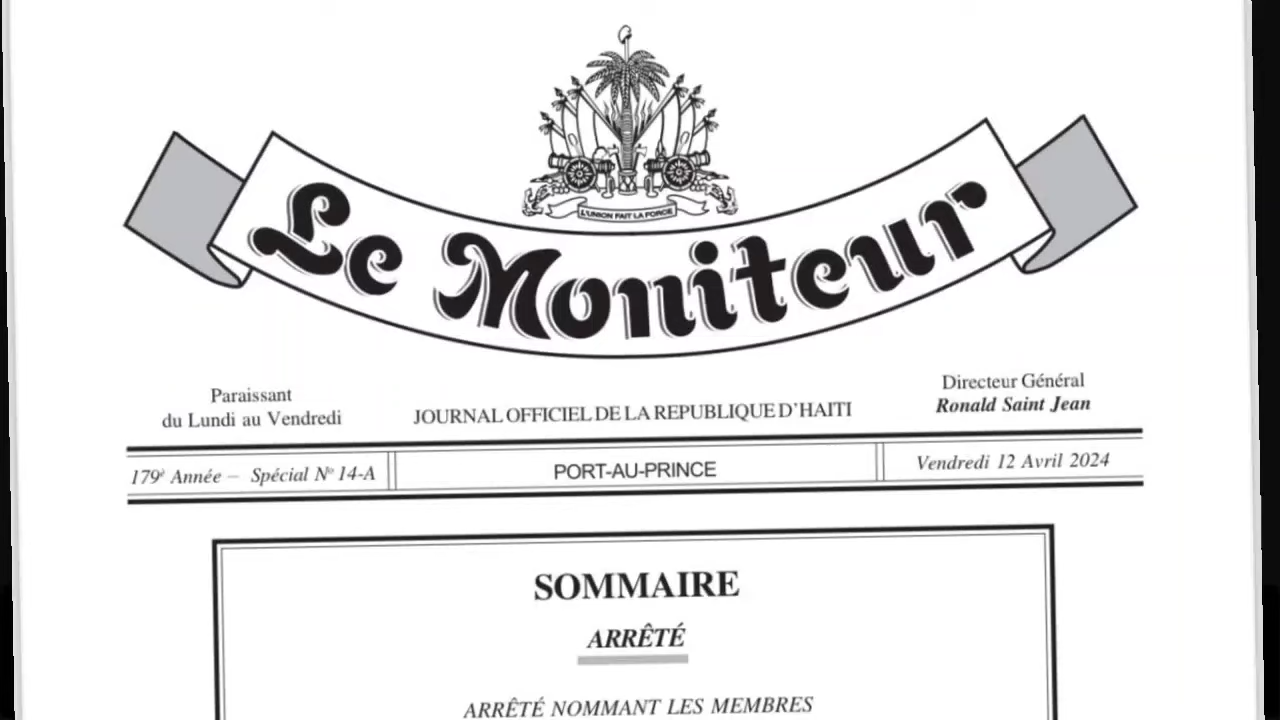 L'UNION FAIT LA FORCE
Le Moniteur
Paraissant
du Lundi au Vendredi
JOURNAL OFFICIEL DE LA REPUBLIQUE D'HAITI
Directeur Général
Ronald Saint Jean
179è Année – Spécial Nº 14-A
PORT-AU-PRINCE
Vendredi 12 Avril 2024
SOMMAIRE
ARRÊTÉ
ARRÊTÉ NOMMANT LES MEMBRES